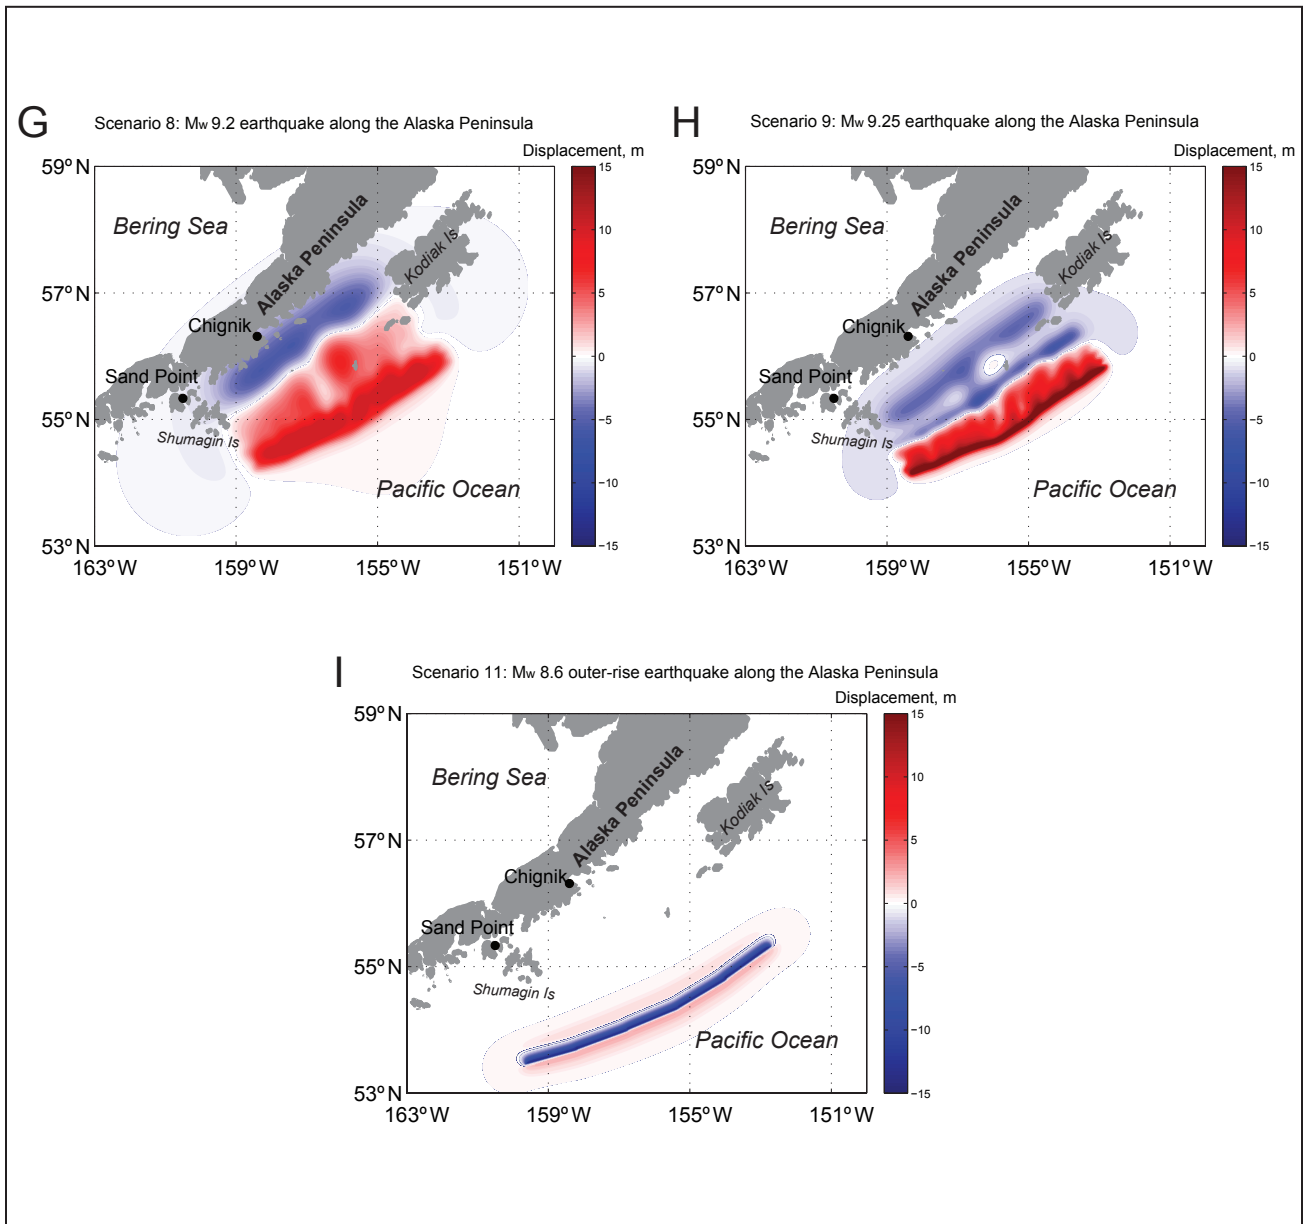 G
Scenario 8: Mw 9.2 earthquake along the Alaska Peninsula
Displacement, m
59° N
57° N
55° N
53° N
163° W
159° W
155° W
151° W
Bering Sea
Alaska Peninsula
Kodiak Is
Chignik
Sand Point
Shumagin Is
Pacific Ocean
15
10
5
0
−5
−10
−15
H
Scenario 9: Mw 9.25 earthquake along the Alaska Peninsula
Displacement, m
59° N
57° N
55° N
53° N
163° W
159° W
155° W
151° W
Bering Sea
Alaska Peninsula
Kodiak Is
Chignik
Sand Point
Shumagin Is
Pacific Ocean
15
10
5
0
−5
−10
−15
I
Scenario 11: Mw 8.6 outer-rise earthquake along the Alaska Peninsula
Displacement, m
59° N
57° N
55° N
53° N
163° W
159° W
155° W
151° W
Bering Sea
Alaska Peninsula
Kodiak Is
Chignik
Sand Point
Shumagin Is
Pacific Ocean
15
10
5
0
−5
−10
−15